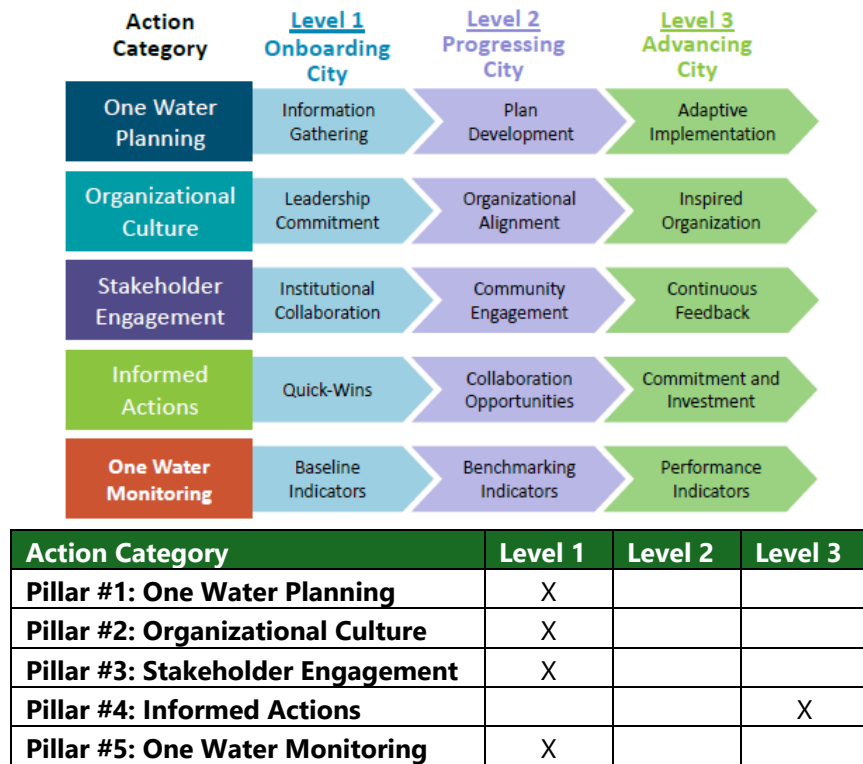 Action
Category
Level 1
Onboarding
City
Level 2
Progressing
City
Level 3
Advancing
City
One Water
Planning
Information
Gathering
Plan
Development
Adaptive
Implementation
Organizational
Culture
Leadership
Commitment
Organizational
Alignment
Inspired
Organization
Stakeholder
Engagement
Institutional
Collaboration
Community
Engagement
Continuous
Feedback
Informed
Actions
Quick-Wins
Collaboration
Opportunities
Commitment and
Investment
One Water
Monitoring
Baseline
Indicators
Benchmarking
Indicators
Performance
Indicators
Action Category Level 1 Level 2 Level 3
Pillar #1: One Water Planning X
Pillar #2: Organizational Culture X
Pillar #3: Stakeholder Engagement X
Pillar #4: Informed Actions X
Pillar #5: One Water Monitoring X